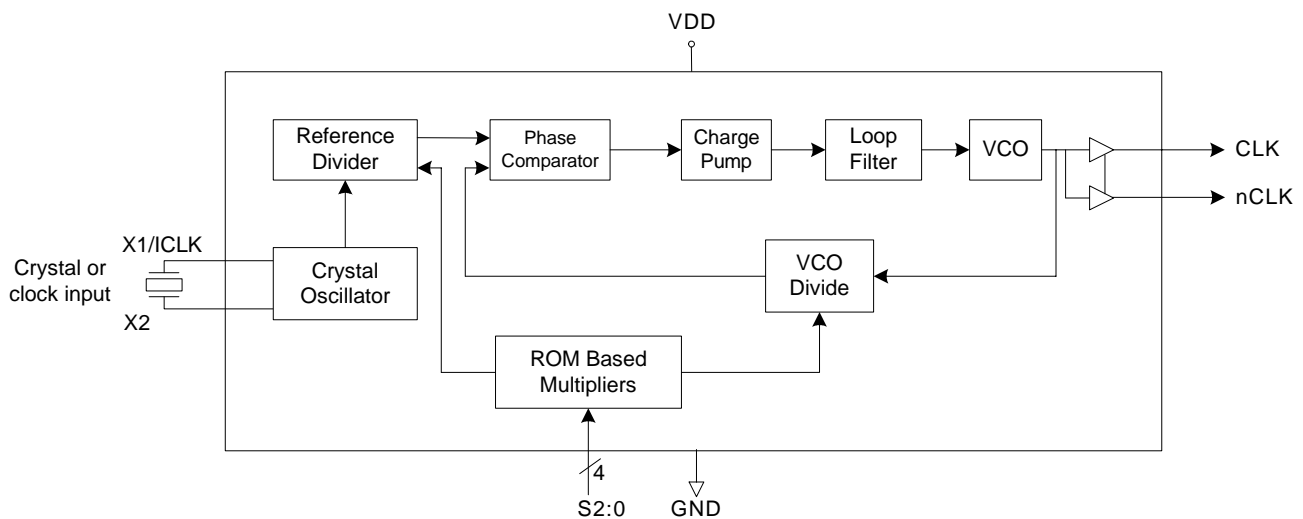 VDD
Reference
Divider
Phase
Comparator
Charge
Pump
Loop
Filter
VCO
CLK
nCLK
X1/ICLK
Crystal or
clock input
X2
Crystal
Oscillator
VCO
Divide
ROM Based
Multipliers
4
S2:0
GND